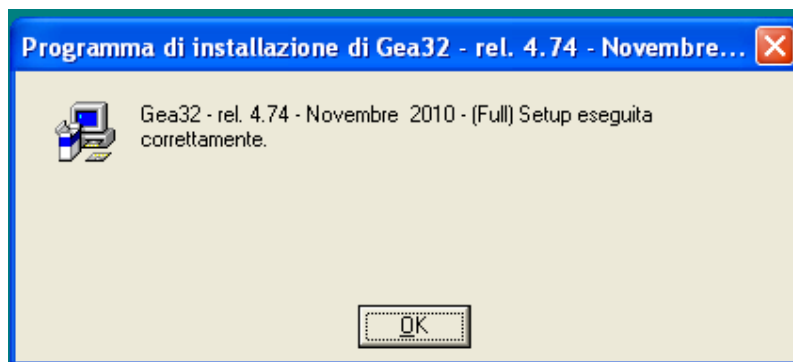 Programma di installazione di Gea32 - rel. 4.74 - Novembre...
Gea32 - rel. 4.74 - Novembre  2010 - (Full) Setup eseguita
correttamente.
OK